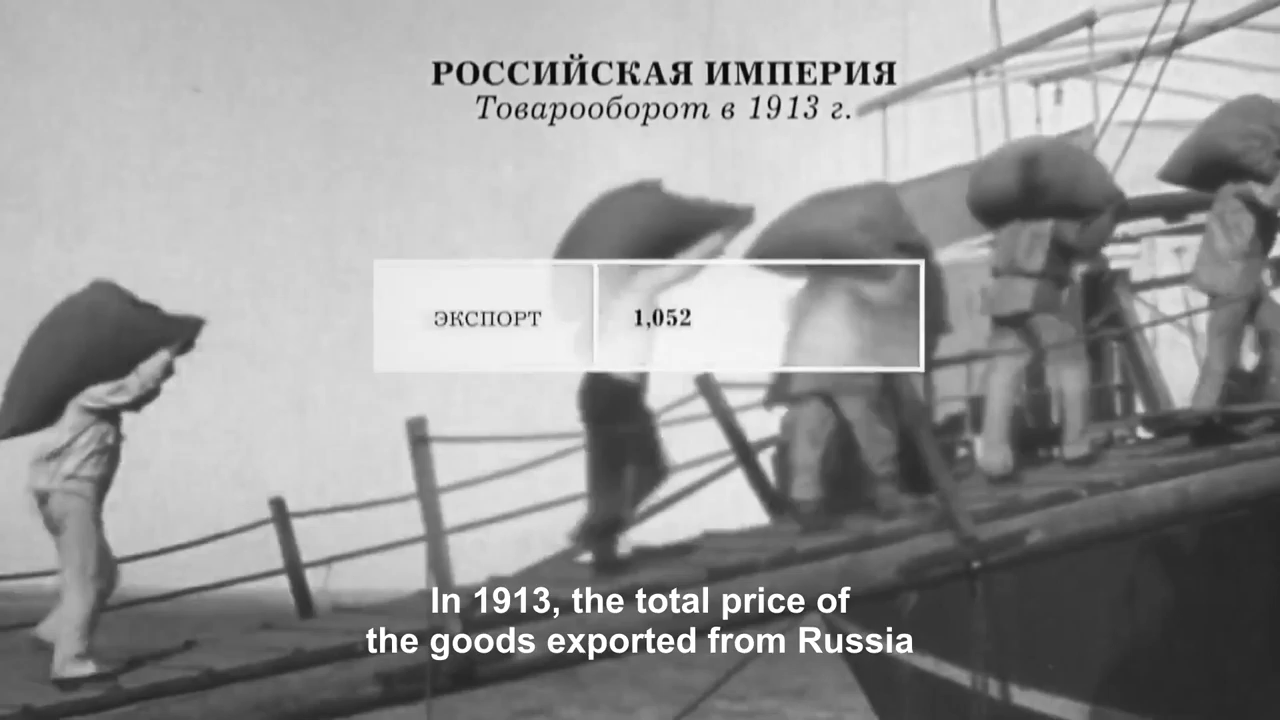 РОССИЙСКАЯ ИМПЕРИЯ
Товарооборот в 1913 г.
ЭКСПОРТ
1,052
In 1913, the total price of
the goods exported from Russia